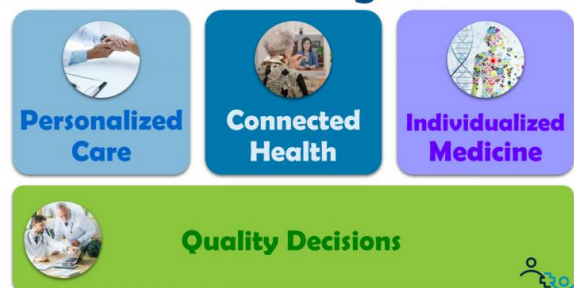 Personalized
Care
Connected
Health
Individualized
Medicine
Quality Decisions